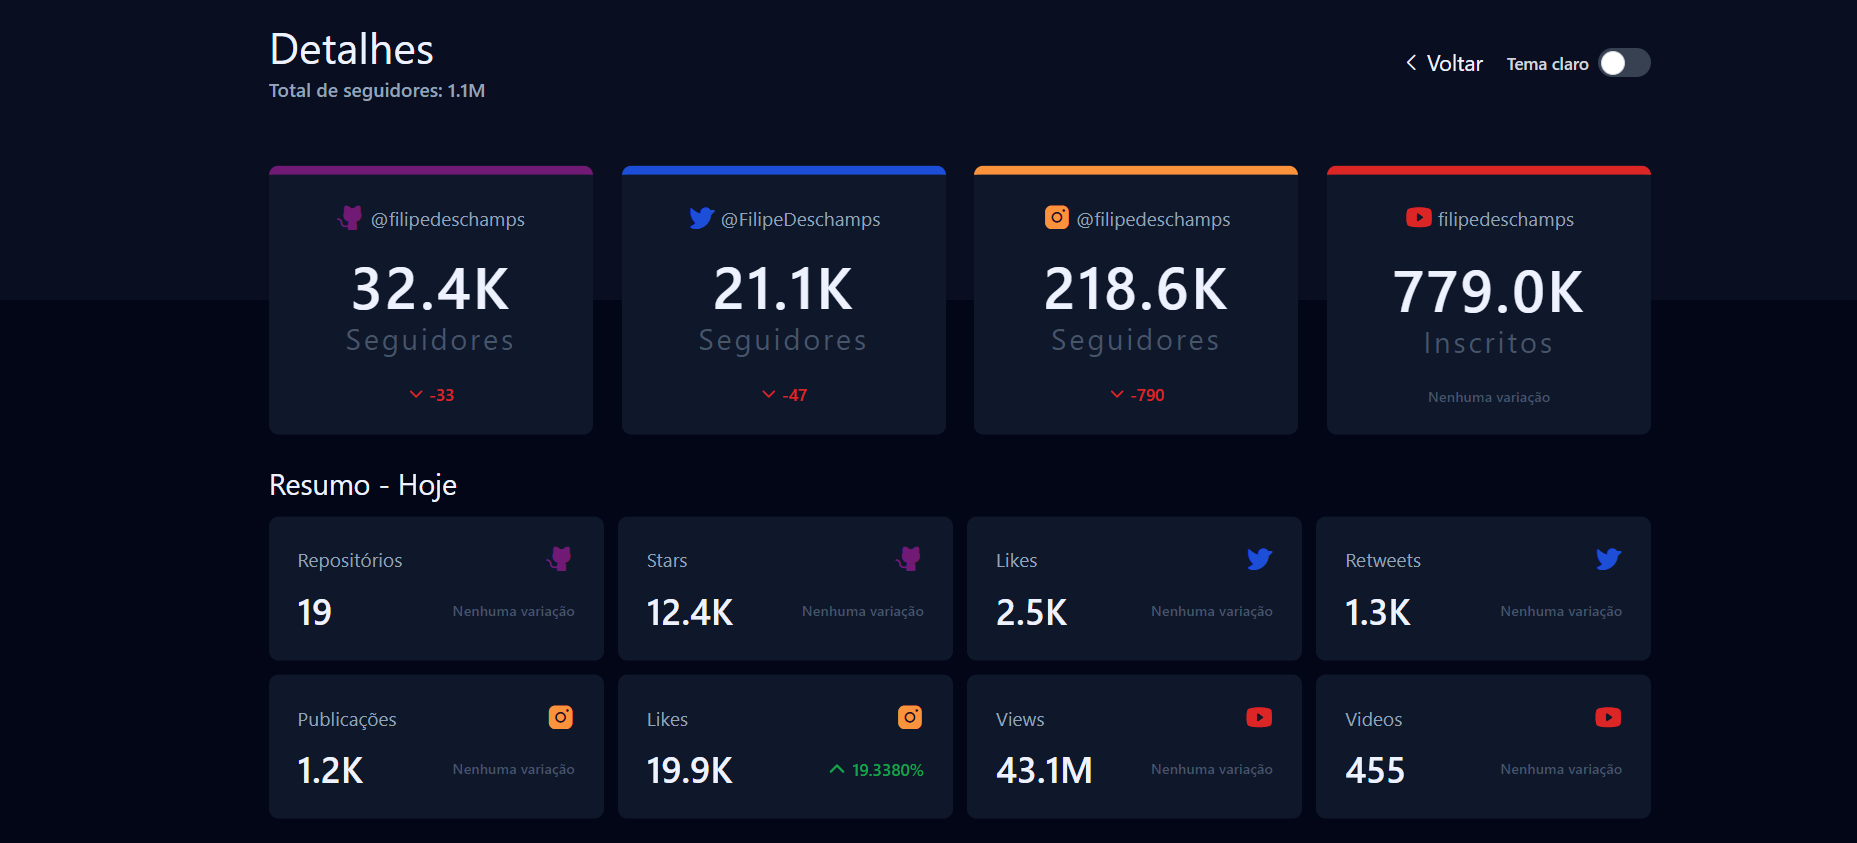 Detalhes
Total de seguidores: 1.1M
Voltar
Tema claro
@filipedeschamps
32.4K
Seguidores
-33
@FilipeDeschamps
21.1K
Seguidores
-47
@filipedeschamps
218.6K
Seguidores
-790
filipedeschamps
779.0K
Inscritos
Nenhuma variação
Resumo - Hoje
Repositórios
19
Nenhuma variação
Stars
12.4K
Nenhuma variação
Likes
2.5K
Nenhuma variação
Retweets
1.3K
Nenhuma variação
Publicações
1.2K
Nenhuma variação
Likes
19.9K
19.3380%
Views
43.1M
Nenhuma variação
Videos
455
Nenhuma variação